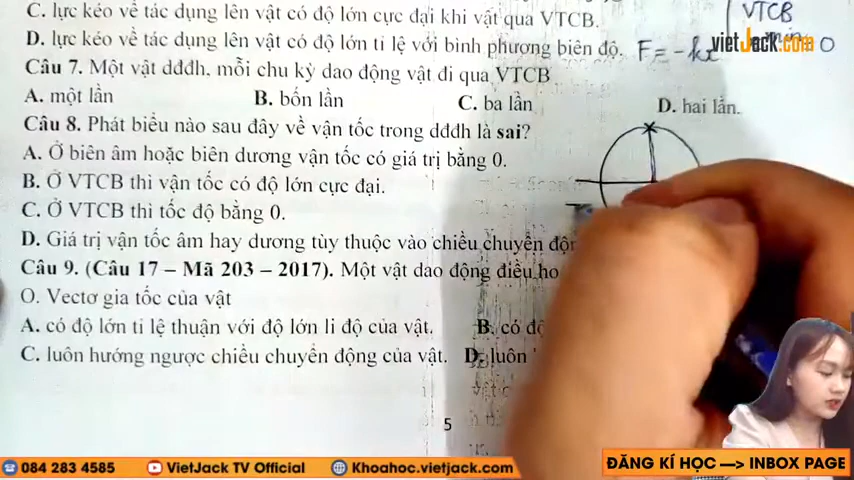 C. lực kéo về tác dụng lên vật có độ lớn cực đại khi vật qua VTCB.
VTCB
D. lực kéo về tác dụng lên vật có độ lớn tỉ lệ với bình phương biên độ.
F = -kx
vietJack.com
min 0
Câu 7. Một vật dđđh, mỗi chu kỳ dao động vật đi qua VTCB
A. một lần B. bốn lần C. ba lần D. hai lần.
Câu 8. Phát biểu nào sau đây về vận tốc trong dđđh là sai?
A. Ở biên âm hoặc biên dương vận tốc có giá trị bằng 0.
B. Ở VTCB thì vận tốc có độ lớn cực đại.
C. Ở VTCB thì tốc độ bằng 0.
D. Giá trị vận tốc âm hay dương tùy thuộc vào chiều chuyển độn
Câu 9. (Câu 17 – Mã 203 – 2017). Một vật dao động điều ho
O. Vectơ gia tốc của vật
A. có độ lớn tỉ lệ thuận với độ lớn li độ của vật. B. có độ
C. luôn hướng ngược chiều chuyển động của vật. D. luôn
5
084 283 4585 VietJack TV Official Khoahoc.vietjack.com
ĐĂNG KÍ HỌC —> INBOX PAGE